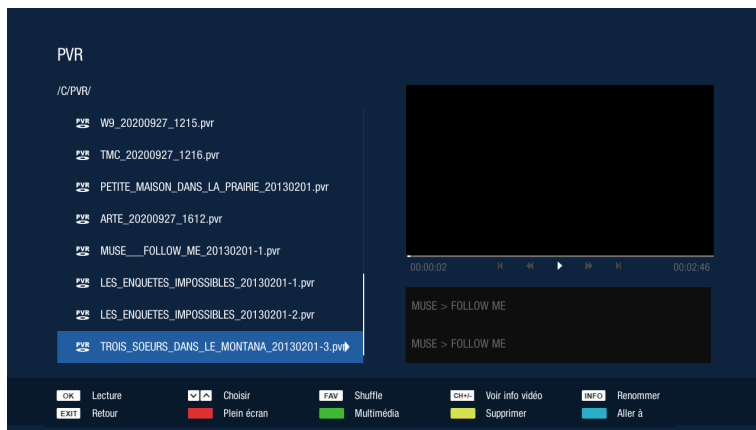 PVR
/C/PVR/
PVR W9_20200927_1215.pvr
PVR TMC_20200927_1216.pvr
PVR PETITE_MAISON_DANS_LA_PRAIRIE_20130201.pvr
PVR ARTE_20200927_1612.pvr
PVR MUSE___FOLLOW_ME_20130201-1.pvr
PVR LES_ENQUETES_IMPOSSIBLES_20130201-1.pvr
PVR LES_ENQUETES_IMPOSSIBLES_20130201-2.pvr
PVR TROIS_SOEURS_DANS_LE_MONTANA_20130201-3.pvr
00:00:02 00:02:46
MUSE > FOLLOW ME
MUSE > FOLLOW ME
OK Lecture Choisir FAV Shuffle CH+/- Voir info vidéo INFO Renommer
EXIT Retour Plein écran Multimédia Supprimer Aller à